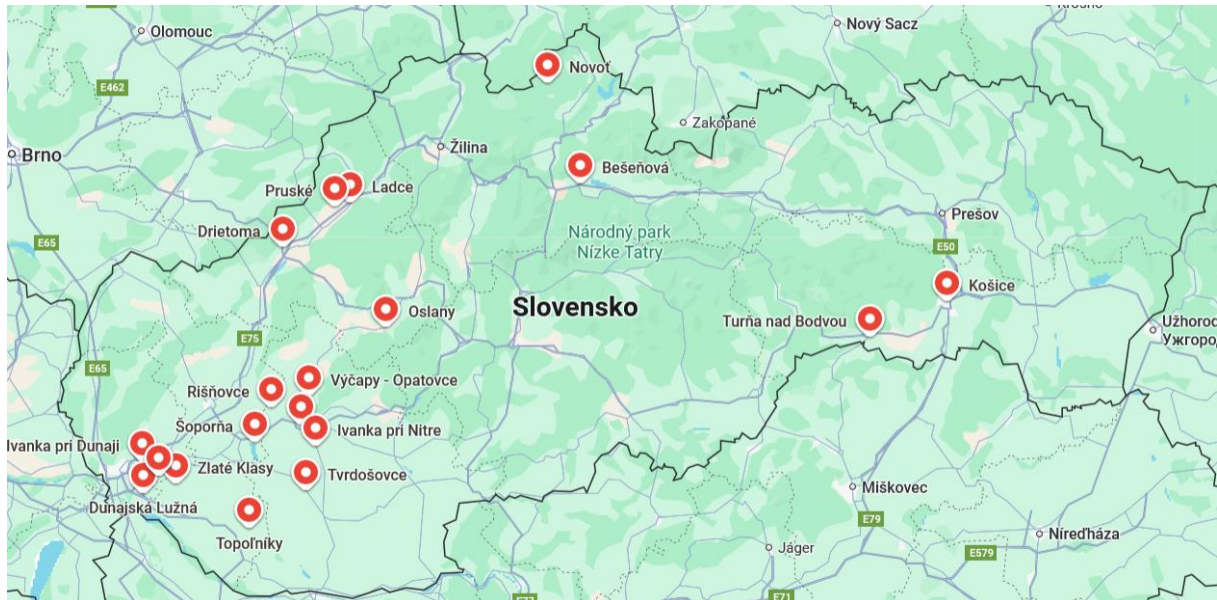 Olomouc
Nový Sacz
Novoť
E462
Zakopané
Žilina
Brno
Bešeňová
Pruské
Ladce
Prešov
Drietoma
Národný park
Nízke Tatry
E65
E50
Košice
Oslany
Slovensko
Turňa nad Bodvou
Užhorod
Ужгород
E75
E65
Výčapy - Opatovce
Rišňovce
Šoporňa
Ivanka pri Nitre
Ivanka pri Dunaji
Zlaté Klasy
Tvrdošovce
Dunajská Lužná
Miškovec
E79
Topoľníky
Níreďháza
Jáger
E579
E77
E71